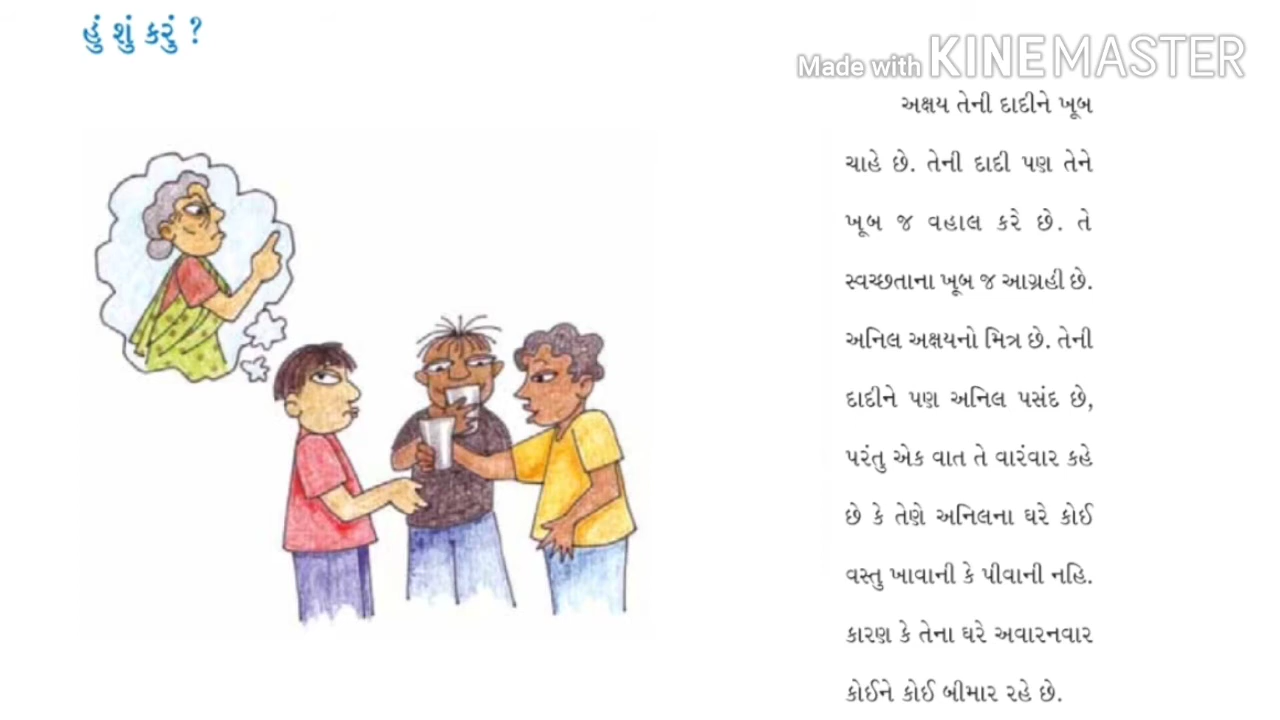 હું શું કરું ?
Made with KINEMASTER
અક્ષય તેની દાદીને ખૂબ
ચાહે છે. તેની દાદી પણ તેને
ખૂબ જ વહાલ કરે છે. તે
સ્વચ્છતાના ખૂબ જ આગ્રહી છે.
અનિલ અક્ષયનો મિત્ર છે. તેની
દાદીને પણ અનિલ પસંદ છે,
પરંતુ એક વાત તે વારંવાર કહે
છે કે તેણે અનિલના ઘરે કોઈ
વસ્તુ ખાવાની કે પીવાની નહિ.
કારણ કે તેના ઘરે અવારનવાર
કોઈને કોઈ બીમાર રહે છે.